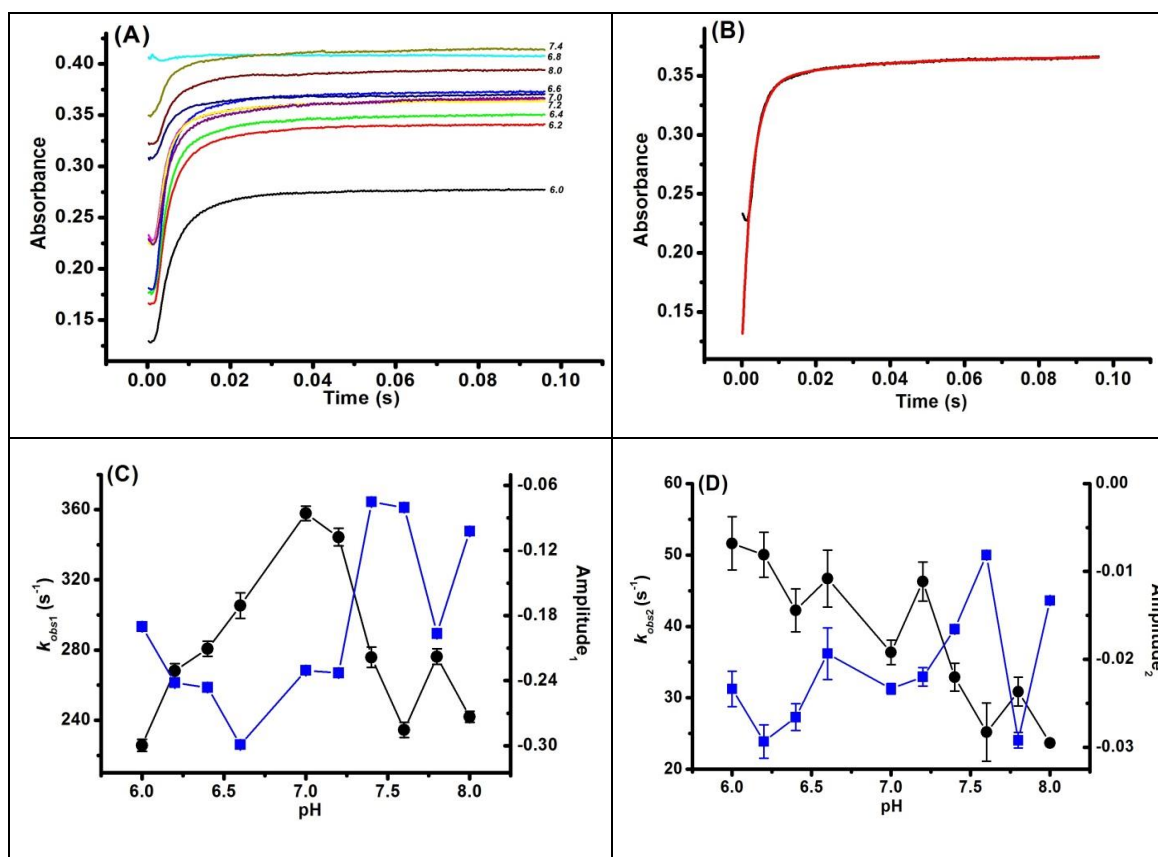 (A)
Absorbance
0.40
0.35
0.30
0.25
0.20
0.15
7.4
6.8
8.0
6.6
7.0
7.2
6.4
6.2
6.0
0.00 0.02 0.04 0.06 0.08 0.10
Time (s)
(B)
Absorbance
0.35
0.30
0.25
0.20
0.15
0.00 0.02 0.04 0.06 0.08 0.10
Time (s)
(C)
kobs1 (s-1)
360
320
280
240
-0.06
-0.12
-0.18
-0.24
-0.30
Amplitude1
6.0 6.5 7.0 7.5 8.0
pH
(D)
kobs2 (s-1)
60
50
40
30
20
0.00
-0.01
-0.02
-0.03
Amplitude2
6.0 6.5 7.0 7.5 8.0
pH